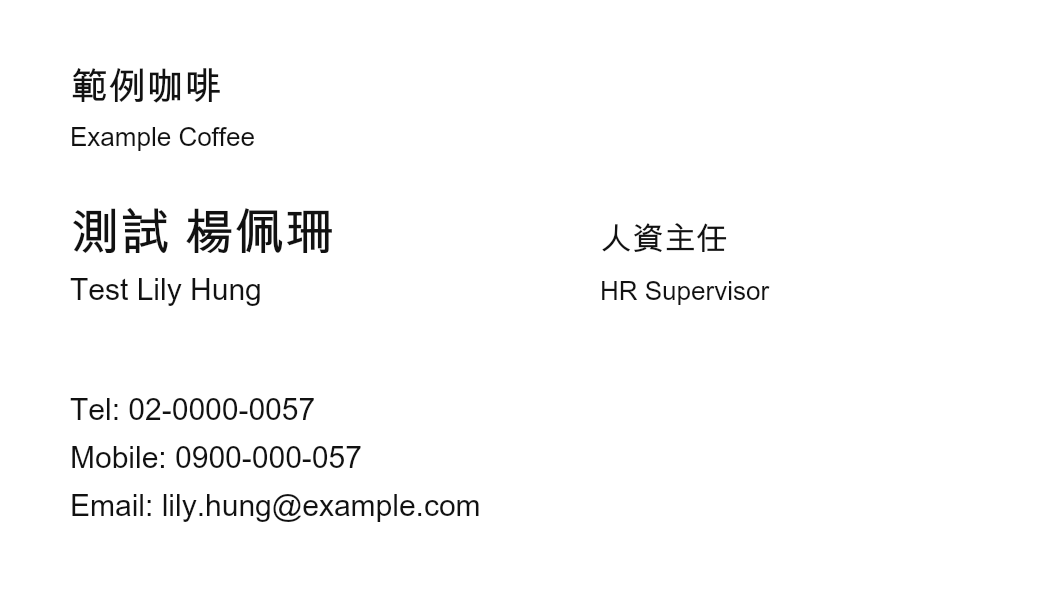 範例咖啡
Example Coffee
測試 楊佩珊
人資主任
Test Lily Hung
HR Supervisor
Tel: 02-0000-0057
Mobile: 0900-000-057
Email: lily.hung@example.com